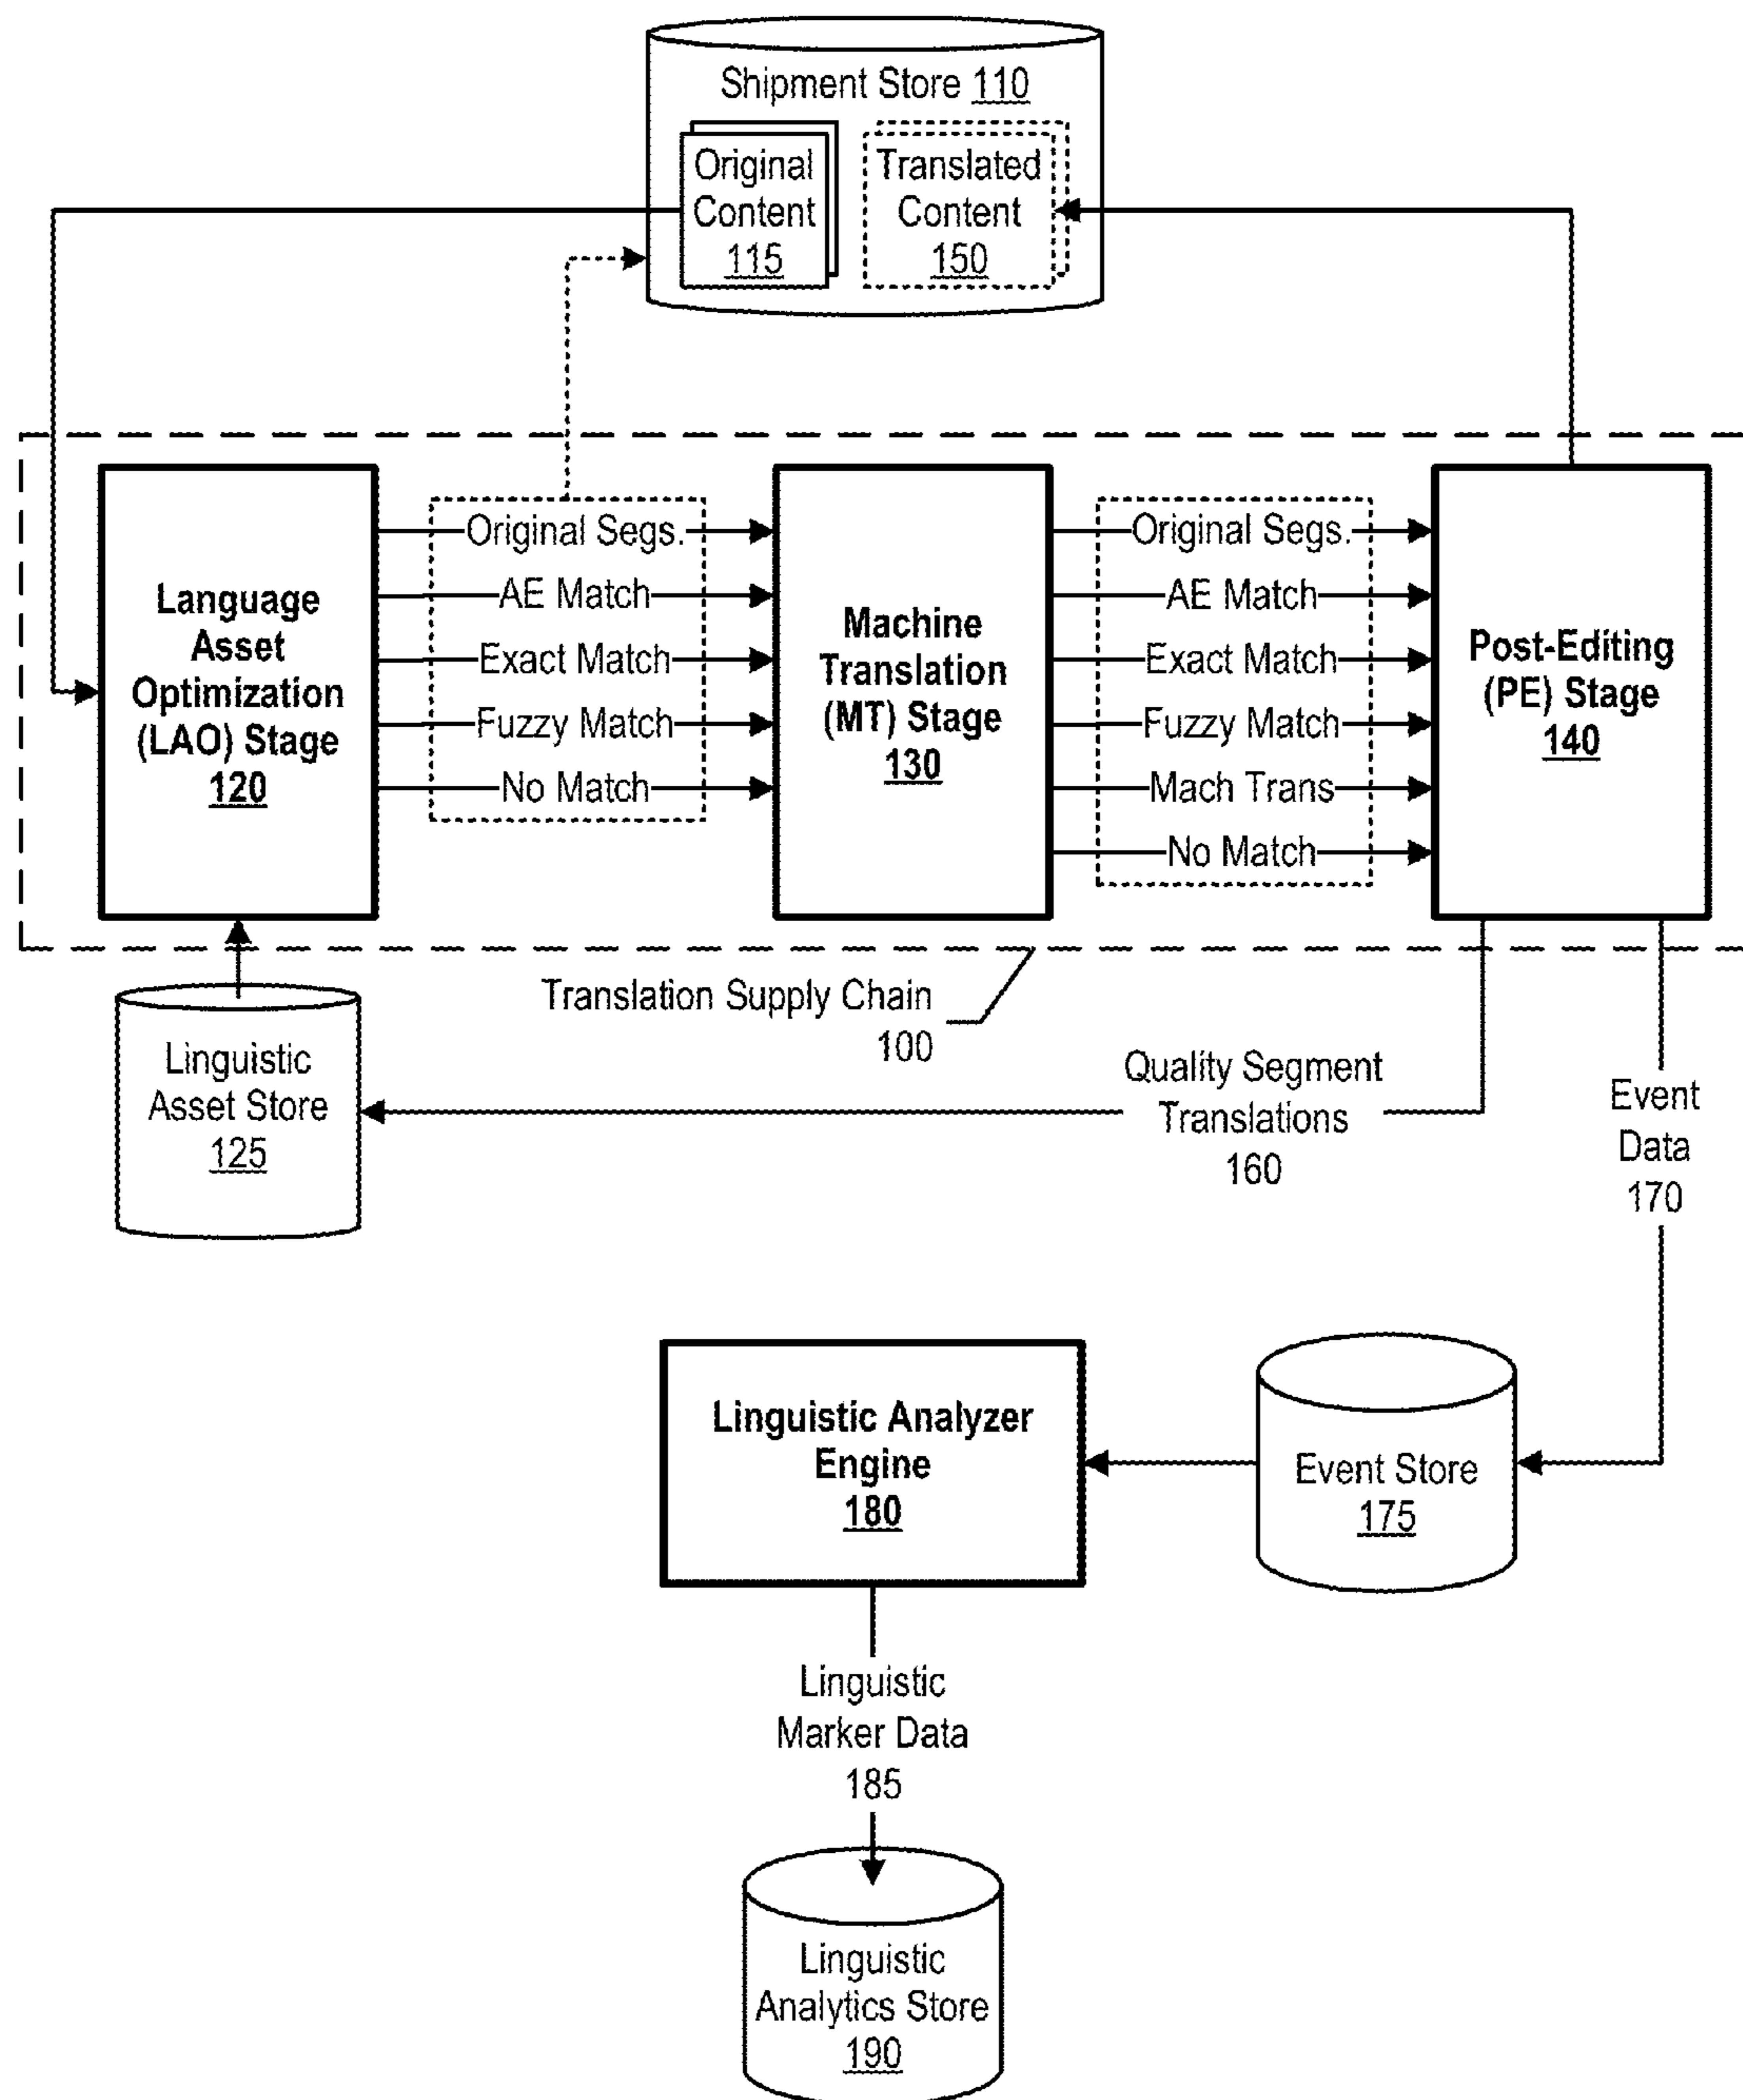 Shipment Store 110
Original
Content
115
Translated
Content
150
Language
Asset
Optimization
(LAO) Stage
120
Original Segs.
AE Match
Exact Match
Fuzzy Match
No Match
Machine
Translation
(MT) Stage
130
Original Segs.
AE Match
Exact Match
Fuzzy Match
Mach Trans
No Match
Post-Editing
(PE) Stage
140
Translation Supply Chain
100
Linguistic
Asset Store
125
Quality Segment
Translations
160
Event
Data
170
Linguistic Analyzer
Engine
180
Event Store
175
Linguistic
Marker Data
185
Linguistic
Analytics Store
190